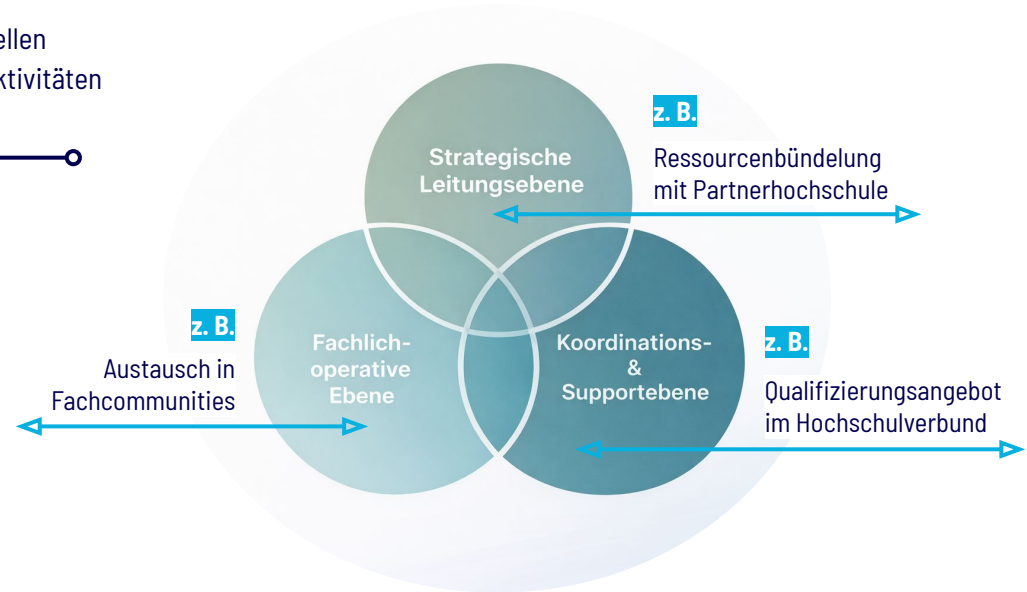 ellen
ktivitäten
z. B.
Ressourcenbündelung
mit Partnerhochschule
Strategische
Leitungsebene
z. B.
Austausch in
Fachcommunities
Fachlich-
operative
Ebene
Koordinations-
&
Supportebene
z. B.
Qualifizierungsangebot
im Hochschulverbund